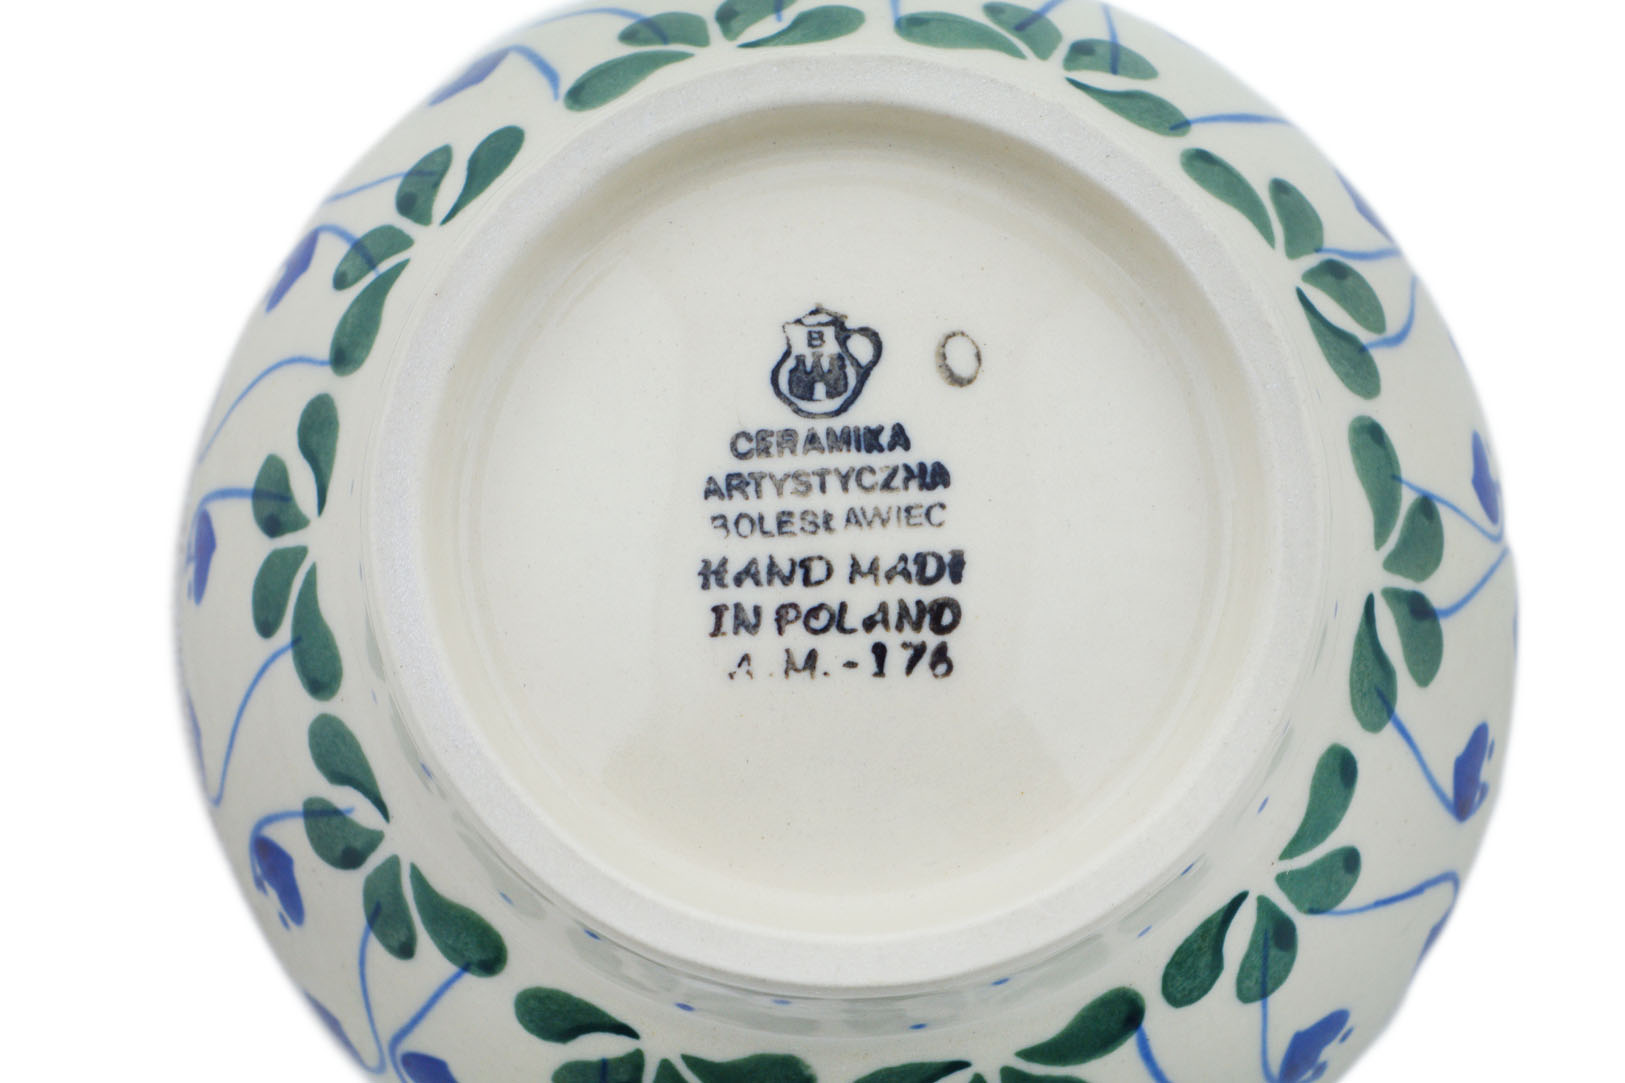 B
CERAMIKA
ARTYSTYCZNA
BOLESŁAWIEC
HAND MADE
IN POLAND
A.M.-176